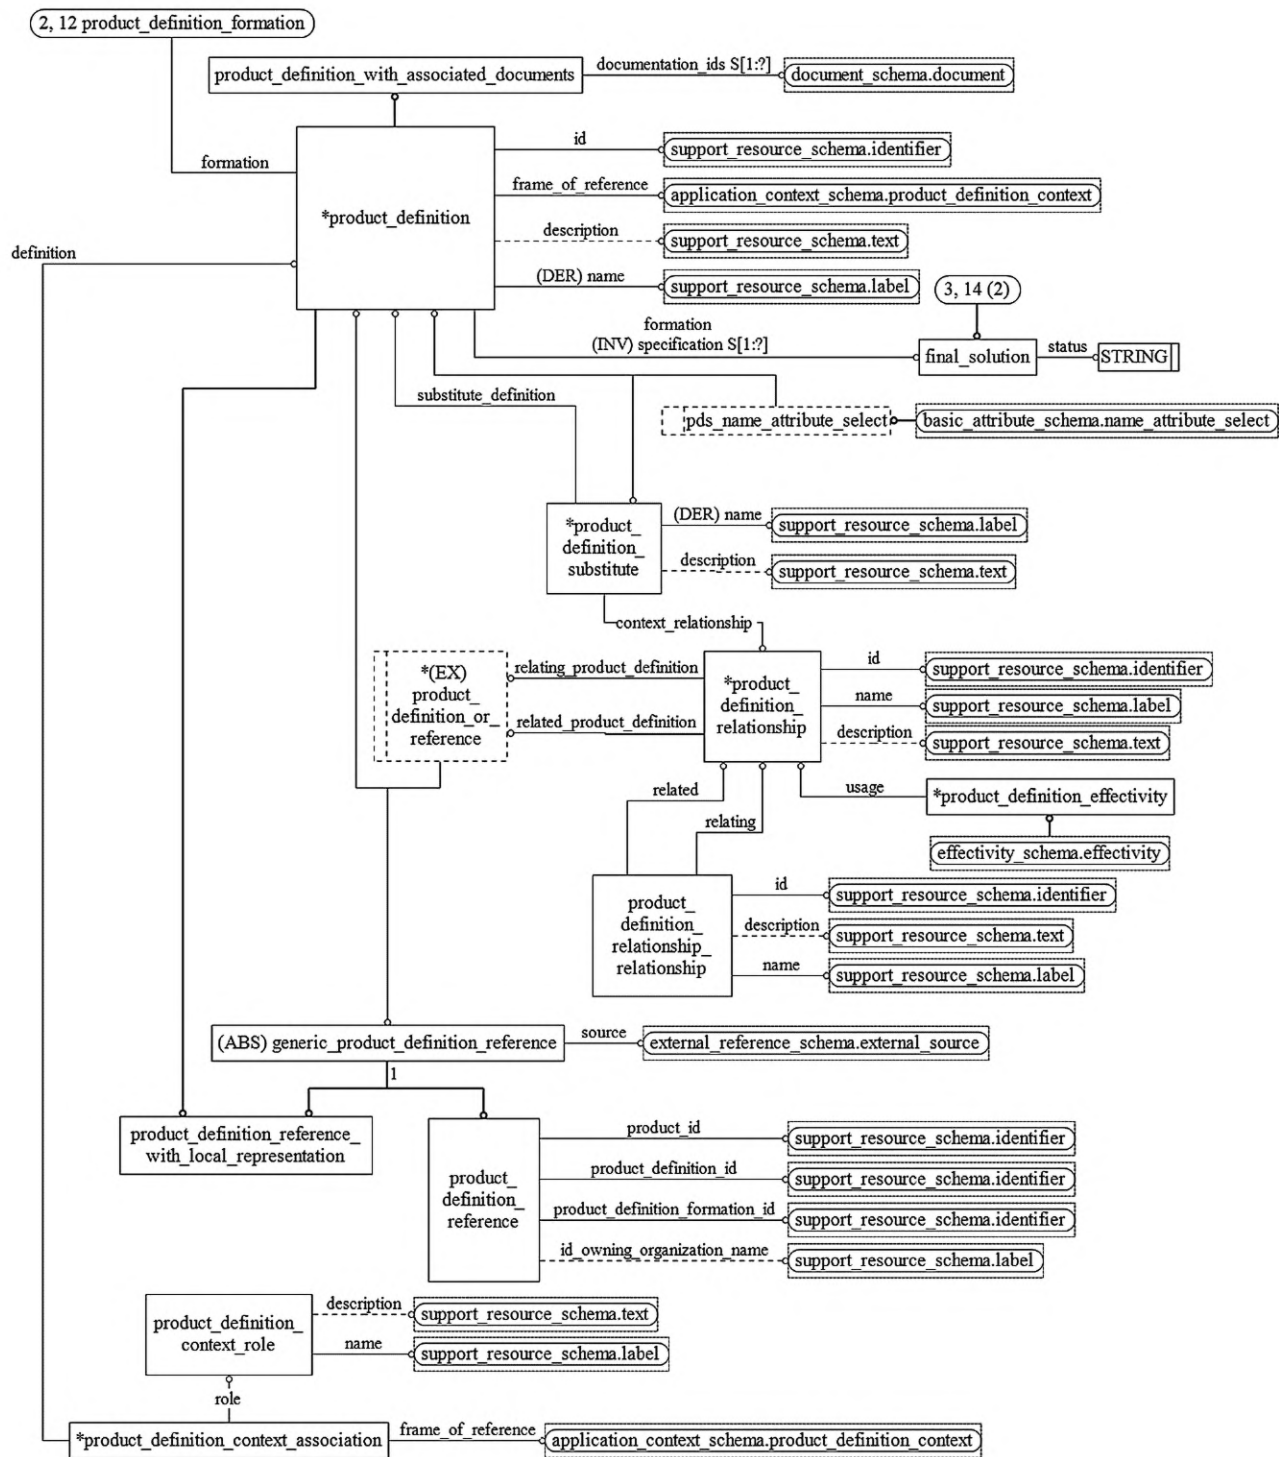 2, 12 product_definition_formation
product_definition_with_associated_documents
documentation_ids S[1:?]
document_schema.document
formation
id
support_resource_schema.identifier
frame_of_reference
application_context_schema.product_definition_context
*product_definition
description
support_resource_schema.text
definition
(DER) name
support_resource_schema.label
3, 14 (2)
formation
(INV) specification S[1:?]
final_solution
status
STRING
substitute_definition
pds_name_attribute_select
basic_attribute_schema.name_attribute_select
*product_
definition_
substitute
(DER) name
support_resource_schema.label
description
support_resource_schema.text
context_relationship
*(EX)
product_
definition_or_
reference
relating_product_definition
related_product_definition
*product_
definition_
relationship
id
support_resource_schema.identifier
name
support_resource_schema.label
description
support_resource_schema.text
related
relating
usage
*product_definition_effectivity
effectivity_schema.effectivity
product_
definition_
relationship_
relationship
id
support_resource_schema.identifier
description
support_resource_schema.text
name
support_resource_schema.label
(ABS) generic_product_definition_reference
source
external_reference_schema.external_source
1
product_definition_reference_
with_local_representation
product_
definition_
reference
product_id
support_resource_schema.identifier
product_definition_id
support_resource_schema.identifier
product_definition_formation_id
support_resource_schema.identifier
id_owning_organization_name
support_resource_schema.label
product_definition_
context_role
description
support_resource_schema.text
name
support_resource_schema.label
role
*product_definition_context_association
frame_of_reference
application_context_schema.product_definition_context